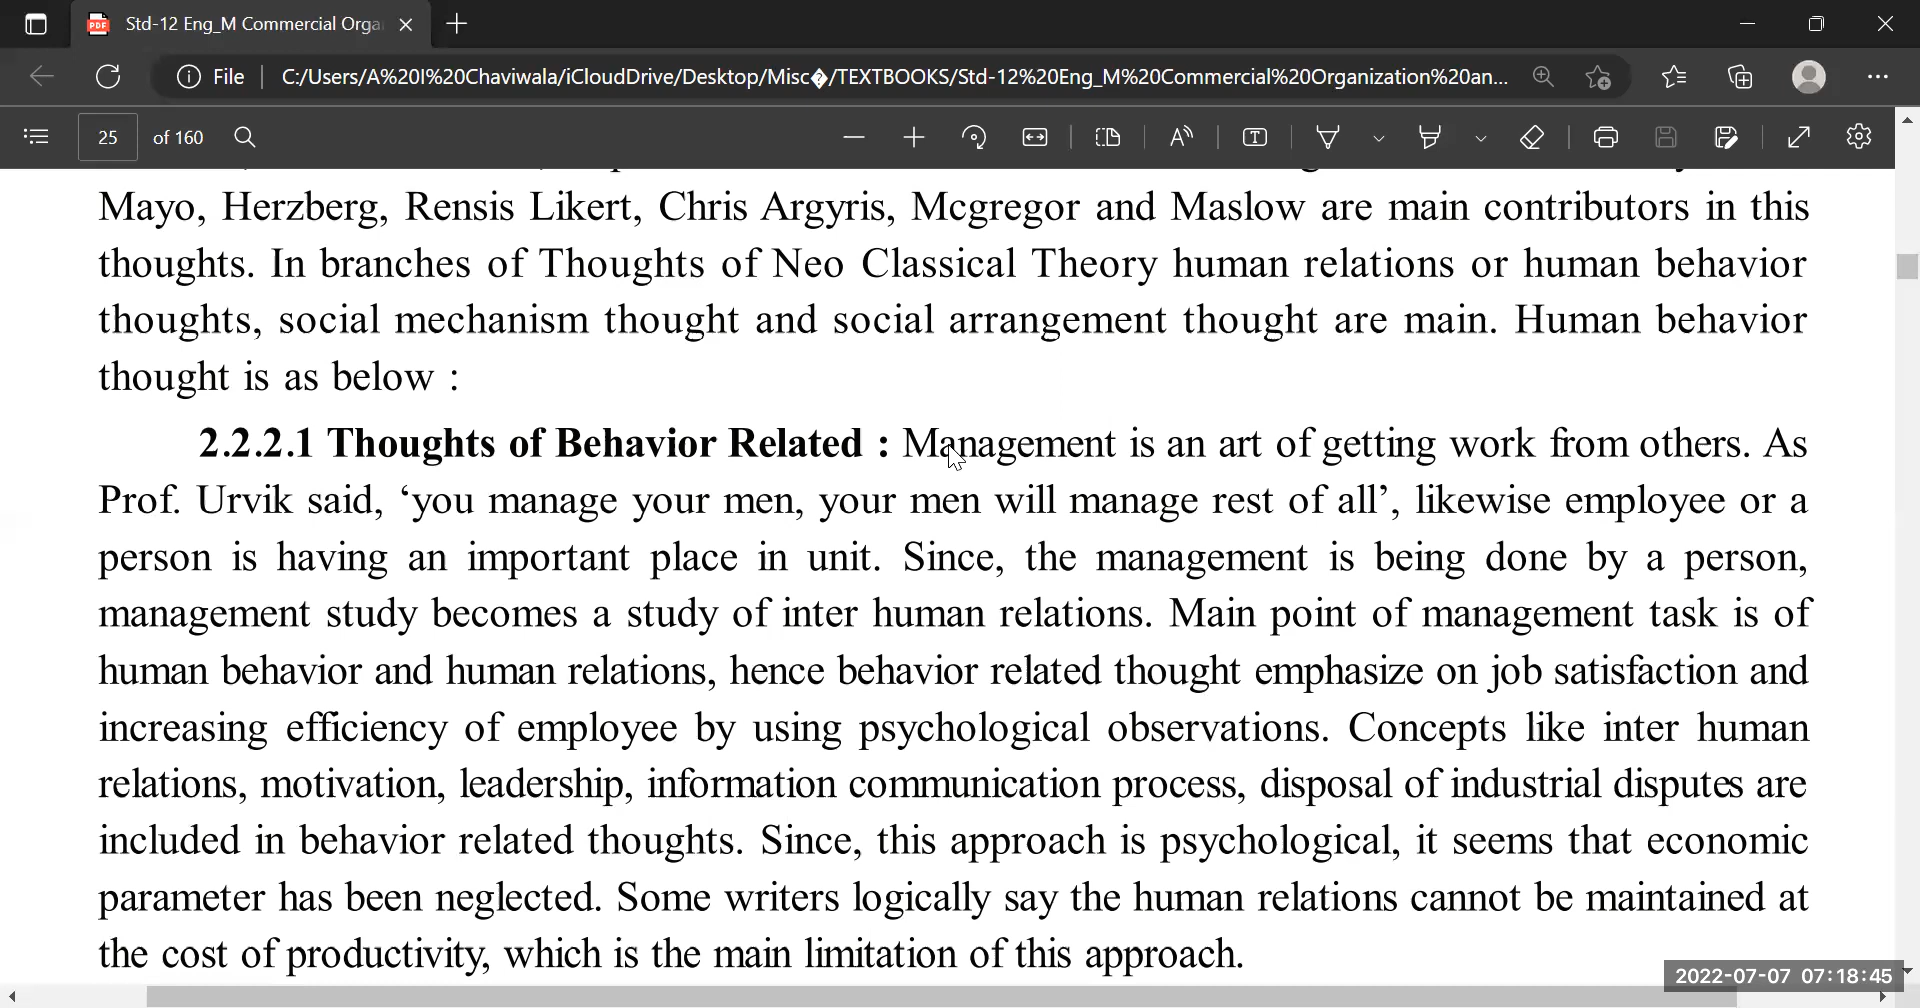 Std-12 Eng_M Commercial Orga
File
C:/Users/A%20I%20Chaviwala/iCloudDrive/Desktop/Misc�/TEXTBOOKS/Std-12%20Eng_M%20Commercial%20Organization%20an...
25 of 160
Mayo, Herzberg, Rensis Likert, Chris Argyris, Mcgregor and Maslow are main contributors in this
thoughts. In branches of Thoughts of Neo Classical Theory human relations or human behavior
thoughts, social mechanism thought and social arrangement thought are main. Human behavior
thought is as below :
2.2.2.1 Thoughts of Behavior Related : Management is an art of getting work from others. As
Prof. Urvik said, ‘you manage your men, your men will manage rest of all’, likewise employee or a
person is having an important place in unit. Since, the management is being done by a person,
management study becomes a study of inter human relations. Main point of management task is of
human behavior and human relations, hence behavior related thought emphasize on job satisfaction and
increasing efficiency of employee by using psychological observations. Concepts like inter human
relations, motivation, leadership, information communication process, disposal of industrial disputes are
included in behavior related thoughts. Since, this approach is psychological, it seems that economic
parameter has been neglected. Some writers logically say the human relations cannot be maintained at
the cost of productivity, which is the main limitation of this approach.
2022-07-07 07:18:45